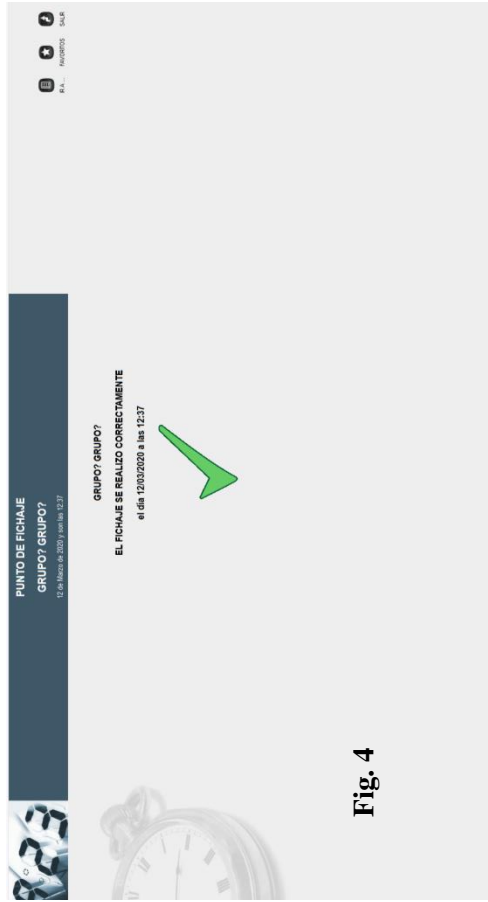 PUNTO DE FICHAJE
GRUPO? GRUPO?
12 de Marzo de 2020 y son las 12:37
R.A ...
FAVORITOS
SALIR
GRUPO? GRUPO?
EL FICHAJE SE REALIZO CORRECTAMENTE
el día 12/03/2020 a las 12:37
Fig. 4